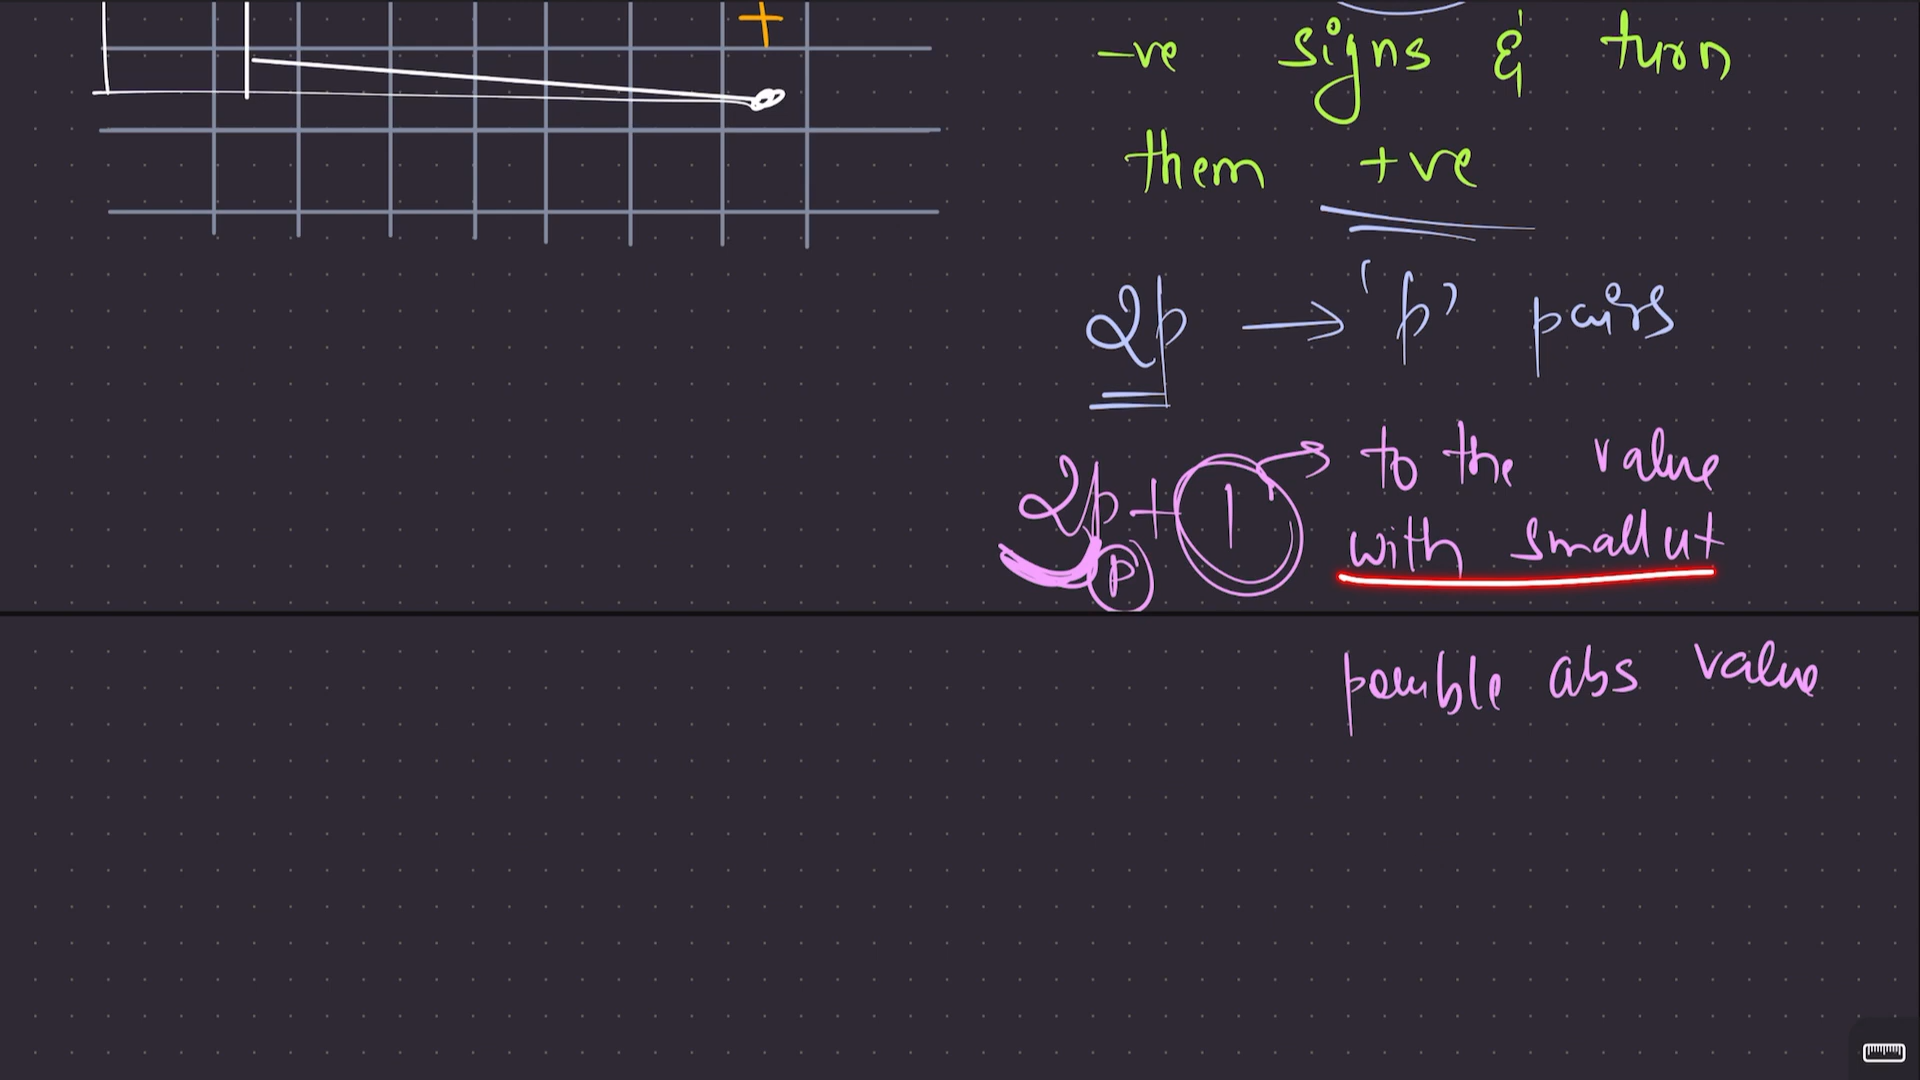 -ve signs & turn
them +ve
2p → 'p' pairs
2p + 1 → to the value
p
with smallest
possible abs value